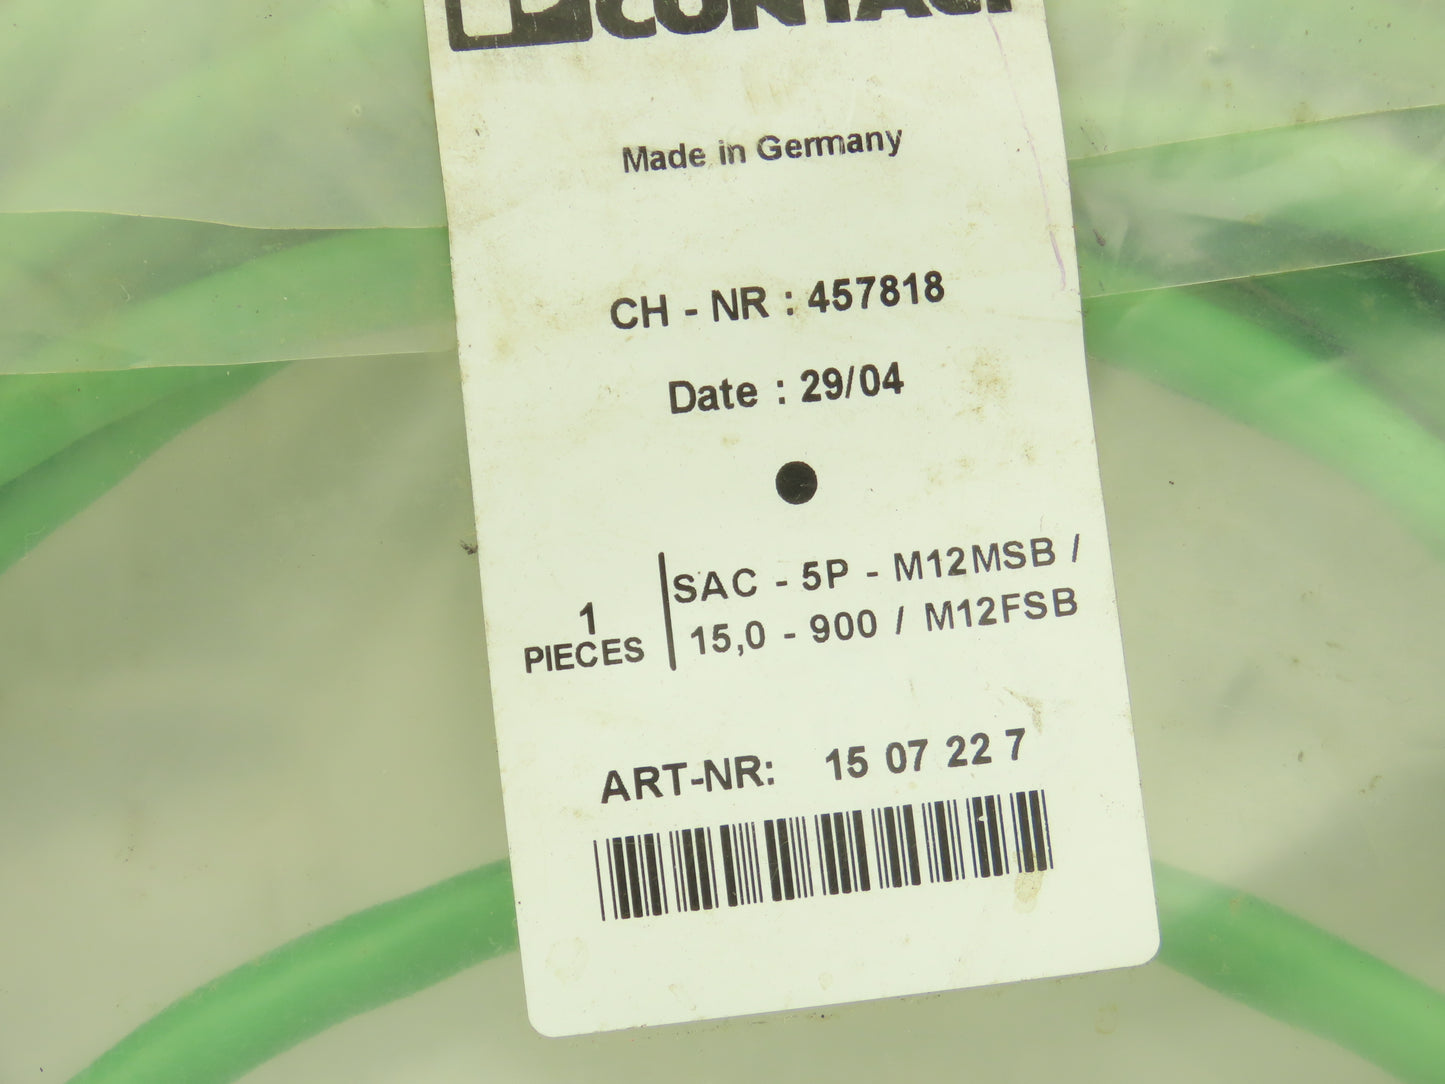 CONTACT
Made in Germany
CH - NR : 457818
Date : 29/04
1
PIECES
SAC - 5P - M12MSB /
15,0 - 900 / M12FSB
ART-NR: 15 07 22 7